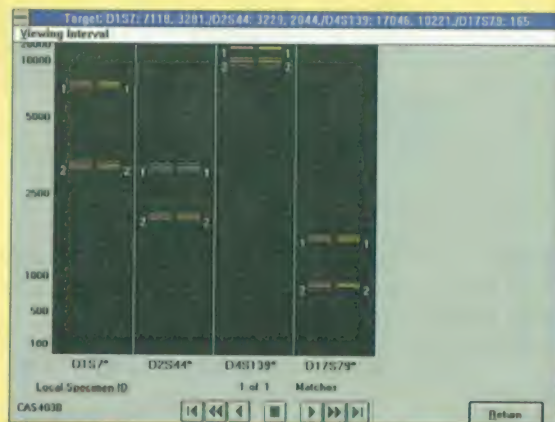 Target: D1S7: 7118, 3281,/D2S44: 3229, 2044,/D4S139: 17046, 10221,/D17S79: 165
Viewing Interval
20000
10000
5000
2500
1000
500
100
1 1
2 2
1 1
2 2
1 1
2 2
1 1
2 2
D1S7* D2S44* D4S139* D17S79*
Local Specimen ID 1 of 1 Matches
CAS403B
Return